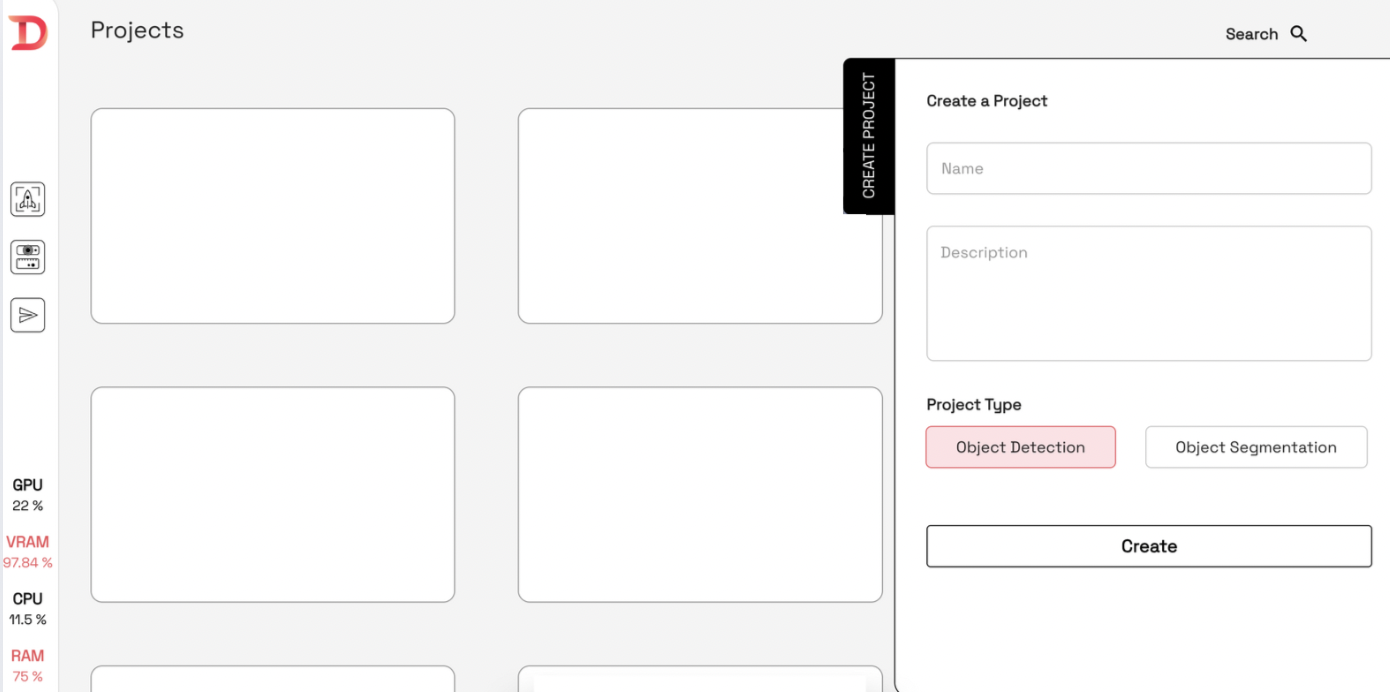 D
Projects
Search
CREATE PROJECT
Create a Project
Name
Description
Project Type
Object Detection
Object Segmentation
Create
GPU
22 %
VRAM
97.84 %
CPU
11.5 %
RAM
75 %